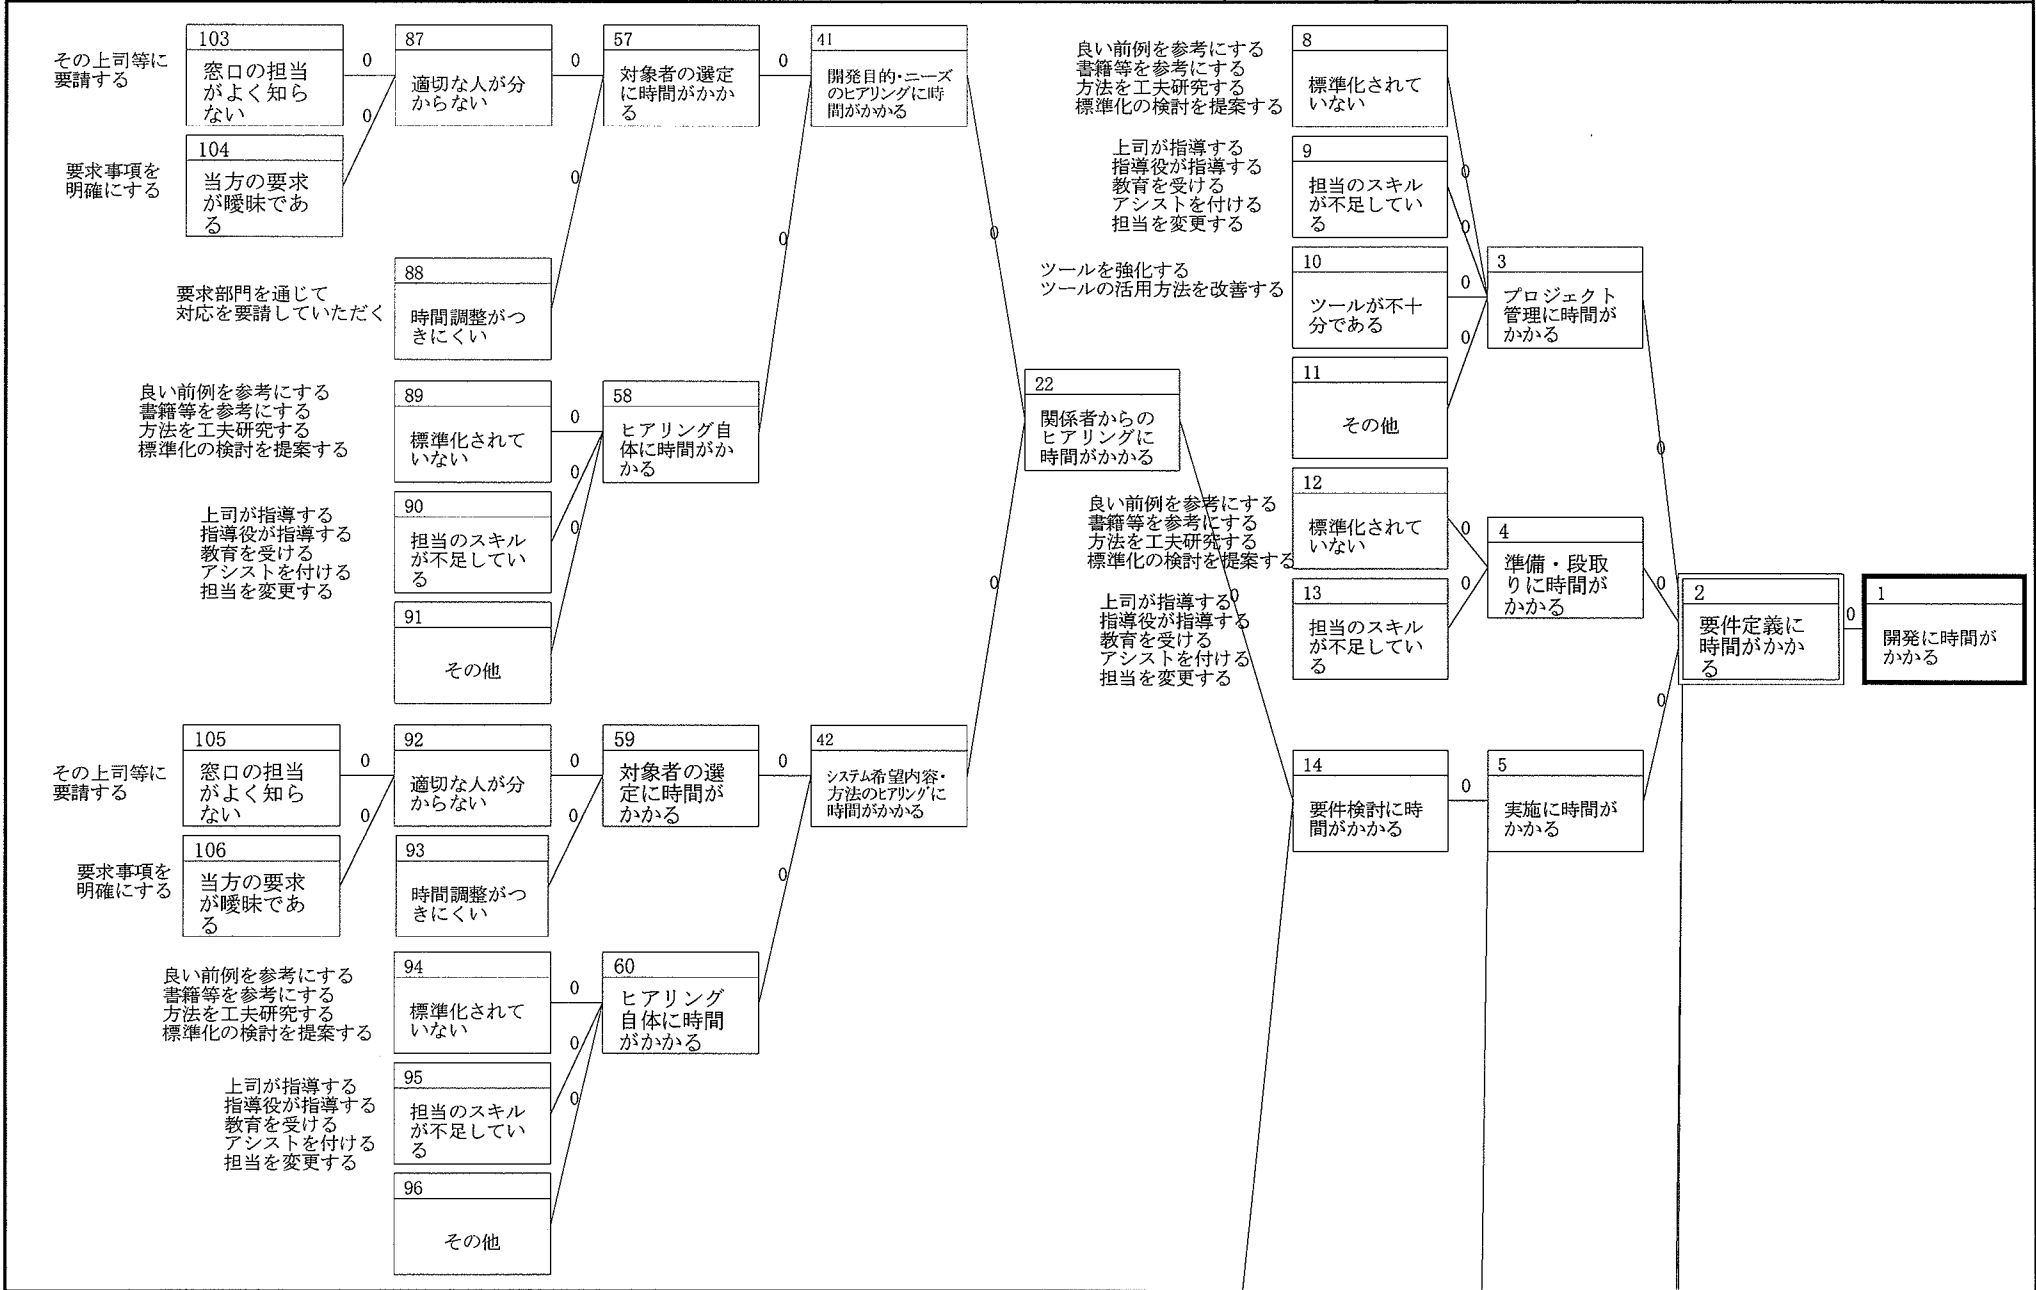 その上司等に
要請する
103
窓口の担当
がよく知ら
ない
0
87
適切な人が分
からない
0
57
対象者の選定
に時間がかか
る
0
41
開発目的・ニーズ
のヒアリングに時
間がかかる
0
要求事項を
明確にする
104
当方の要求
が曖昧であ
る
0
要求部門を通じて
対応を要請していただく
88
時間調整がつ
きにくい
0
良い前例を参考にする
書籍等を参考にする
方法を工夫研究する
標準化の検討を提案する
89
標準化されて
いない
0
58
ヒアリング自
体に時間がか
かる
0
0
上司が指導する
指導役が指導する
教育を受ける
アシストを付ける
担当を変更する
90
担当のスキル
が不足してい
る
91
その他
その上司等に
要請する
105
窓口の担当
がよく知ら
ない
0
92
適切な人が分
からない
0
59
対象者の選
定に時間が
かかる
0
42
システム希望内容・
方法のヒアリングに
時間がかかる
0
0
要求事項を
明確にする
106
当方の要求
が曖昧であ
る
93
時間調整がつ
きにくい
0
良い前例を参考にする
書籍等を参考にする
方法を工夫研究する
標準化の検討を提案する
94
標準化されて
いない
0
60
ヒアリング
自体に時間
がかかる
0
0
上司が指導する
指導役が指導する
教育を受ける
アシストを付ける
担当を変更する
95
担当のスキル
が不足してい
る
96
その他
0
0
22
関係者からの
ヒアリングに
時間がかかる
0
良い前例を参考にする
書籍等を参考にする
方法を工夫研究する
標準化の検討を提案する
8
標準化されて
いない
0
上司が指導する
指導役が指導する
教育を受ける
アシストを付ける
担当を変更する
9
担当のスキル
が不足してい
る
0
ツールを強化する
ツールの活用方法を改善する
10
ツールが不十
分である
0
3
プロジェクト
管理に時間が
かかる
0
11
その他
0
良い前例を参考にする
書籍等を参考にする
方法を工夫研究する
標準化の検討を提案する
12
標準化されて
いない
0
4
準備・段取
りに時間が
かかる
0
上司が指導する
指導役が指導する
教育を受ける
アシストを付ける
担当を変更する
13
担当のスキル
が不足してい
る
0
14
要件検討に時
間がかかる
0
5
実施に時間が
かかる
0
2
要件定義に
時間がかか
る
0
1
開発に時間が
かかる